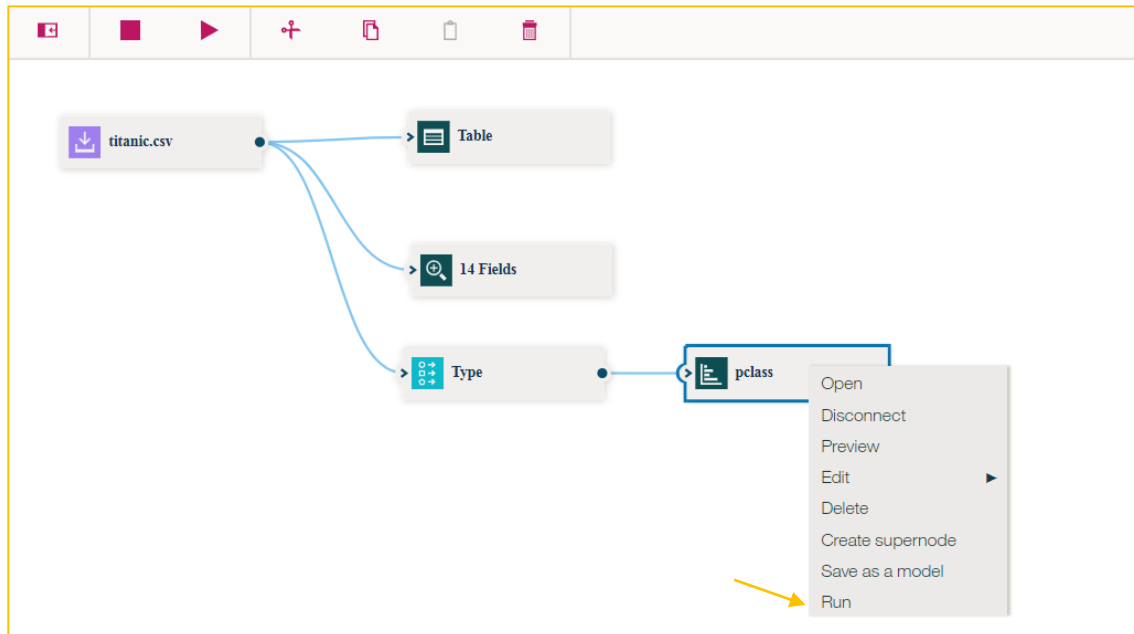 titanic.csv
Table
14 Fields
Type
pclass
Open
Disconnect
Preview
Edit
Delete
Create supernode
Save as a model
Run